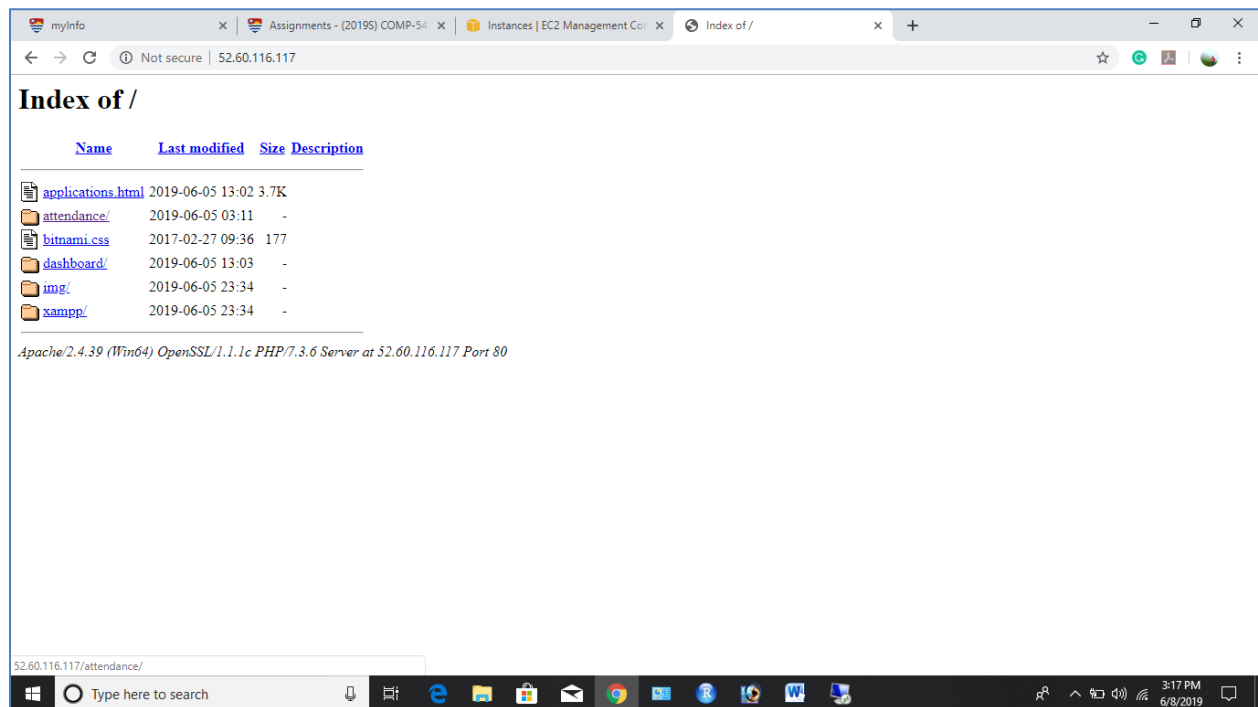 myInfo
Assignments - (2019S) COMP-54
Instances | EC2 Management Con
Index of /
Not secure | 52.60.116.117
Index of /
Name Last modified Size Description
applications.html 2019-06-05 13:02 3.7K
attendance/ 2019-06-05 03:11 -
bitnami.css 2017-02-27 09:36 177
dashboard/ 2019-06-05 13:03 -
img/ 2019-06-05 23:34 -
xampp/ 2019-06-05 23:34 -
Apache/2.4.39 (Win64) OpenSSL/1.1.1c PHP/7.3.6 Server at 52.60.116.117 Port 80
52.60.116.117/attendance/
Type here to search
3:17 PM
6/8/2019